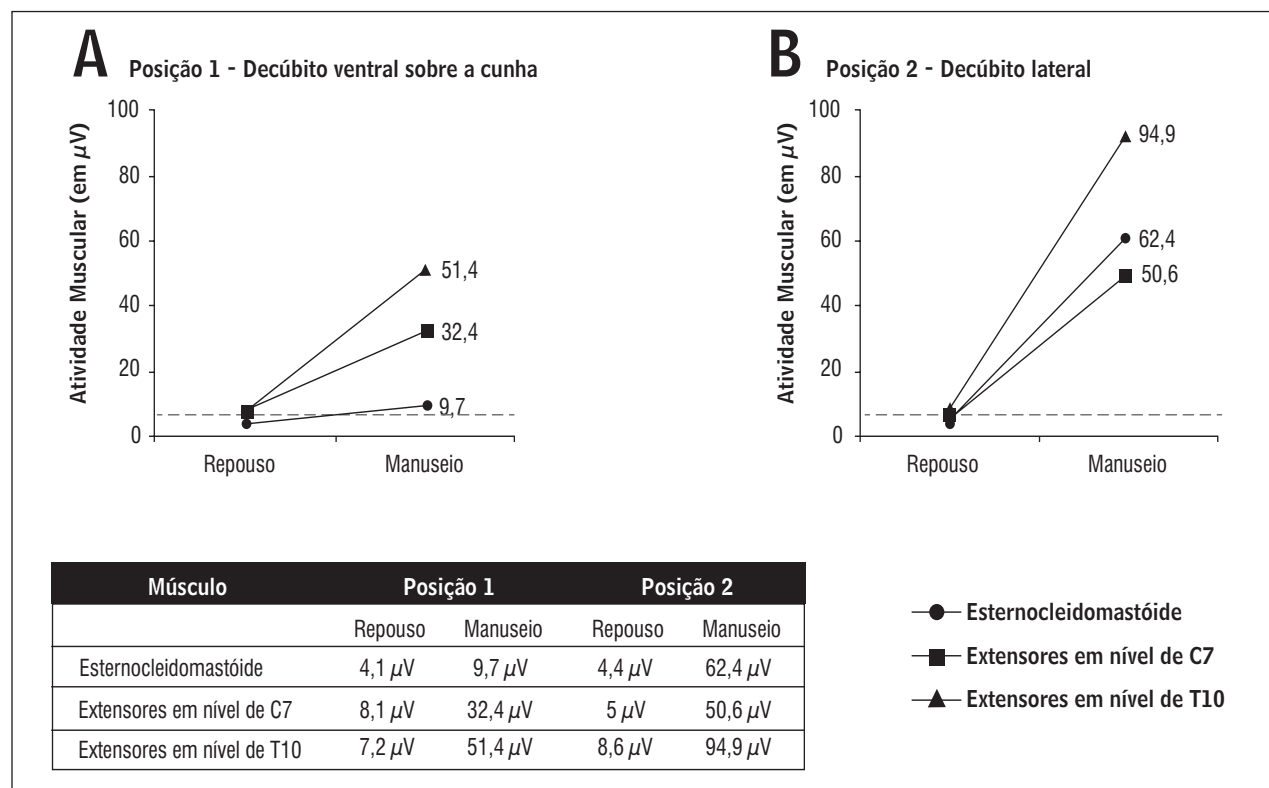 A Posição 1 - Decúbito ventral sobre a cunha
Atividade Muscular (em µV)
100
80
60
40
20
0
51,4
32,4
9,7
Repouso Manuseio
B Posição 2 - Decúbito lateral
Atividade Muscular (em µV)
100
80
60
40
20
0
94,9
62,4
50,6
Repouso Manuseio
Músculo Posição 1 Posição 2
Repouso Manuseio Repouso Manuseio
Esternocleidomastóide 4,1 µV 9,7 µV 4,4 µV 62,4 µV
Extensores em nível de C7 8,1 µV 32,4 µV 5 µV 50,6 µV
Extensores em nível de T10 7,2 µV 51,4 µV 8,6 µV 94,9 µV
Esternocleidomastóide
Extensores em nível de C7
Extensores em nível de T10